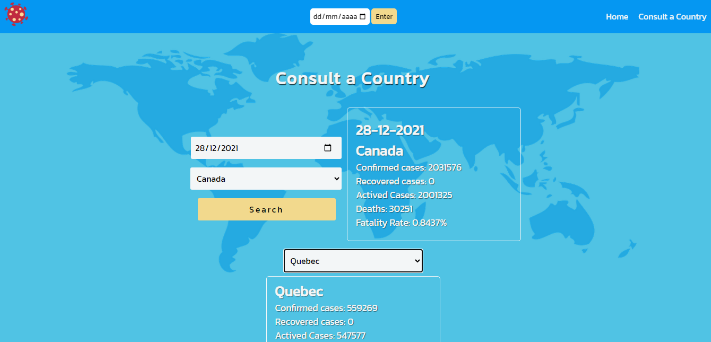 dd/mm/aaaa Enter Home Consult a Country
Consult a Country
28/12/2021
Canada
Search
28-12-2021
Canada
Confirmed cases: 2031576
Recovered cases: 0
Actived Cases: 2001325
Deaths: 30251
Fatality Rate: 0.8437%
Quebec
Quebec
Confirmed cases: 559269
Recovered cases: 0
Actived Cases: 547577